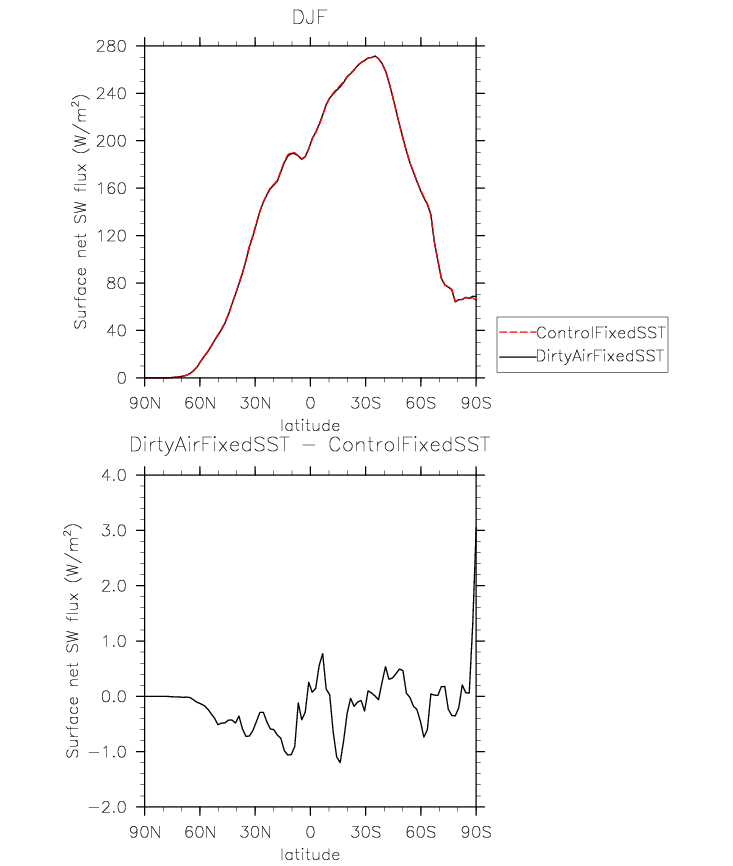 DJF
Surface net SW flux (W/m²)
280
240
200
160
120
80
40
0
90N 60N 30N 0 30S 60S 90S
latitude
ControlFixedSST
DirtyAirFixedSST
DirtyAirFixedSST − ControlFixedSST
Surface net SW flux (W/m²)
4.0
3.0
2.0
1.0
0.0
−1.0
−2.0
90N 60N 30N 0 30S 60S 90S
latitude